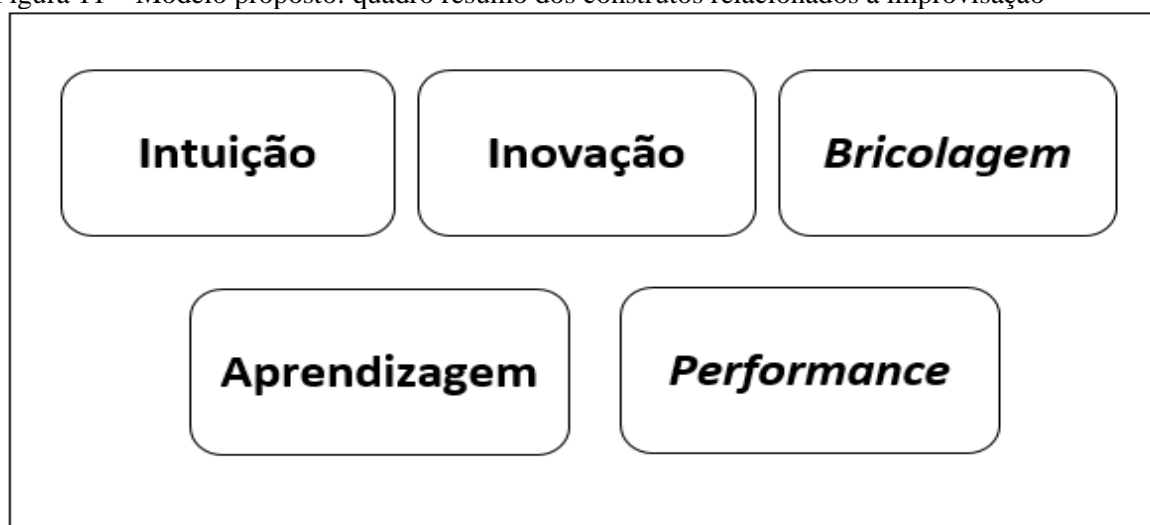 Figura 11 – Modelo proposto: quadro resumo dos construtos relacionados à improvisação
Intuição
Inovação
Bricolagem
Aprendizagem
Performance